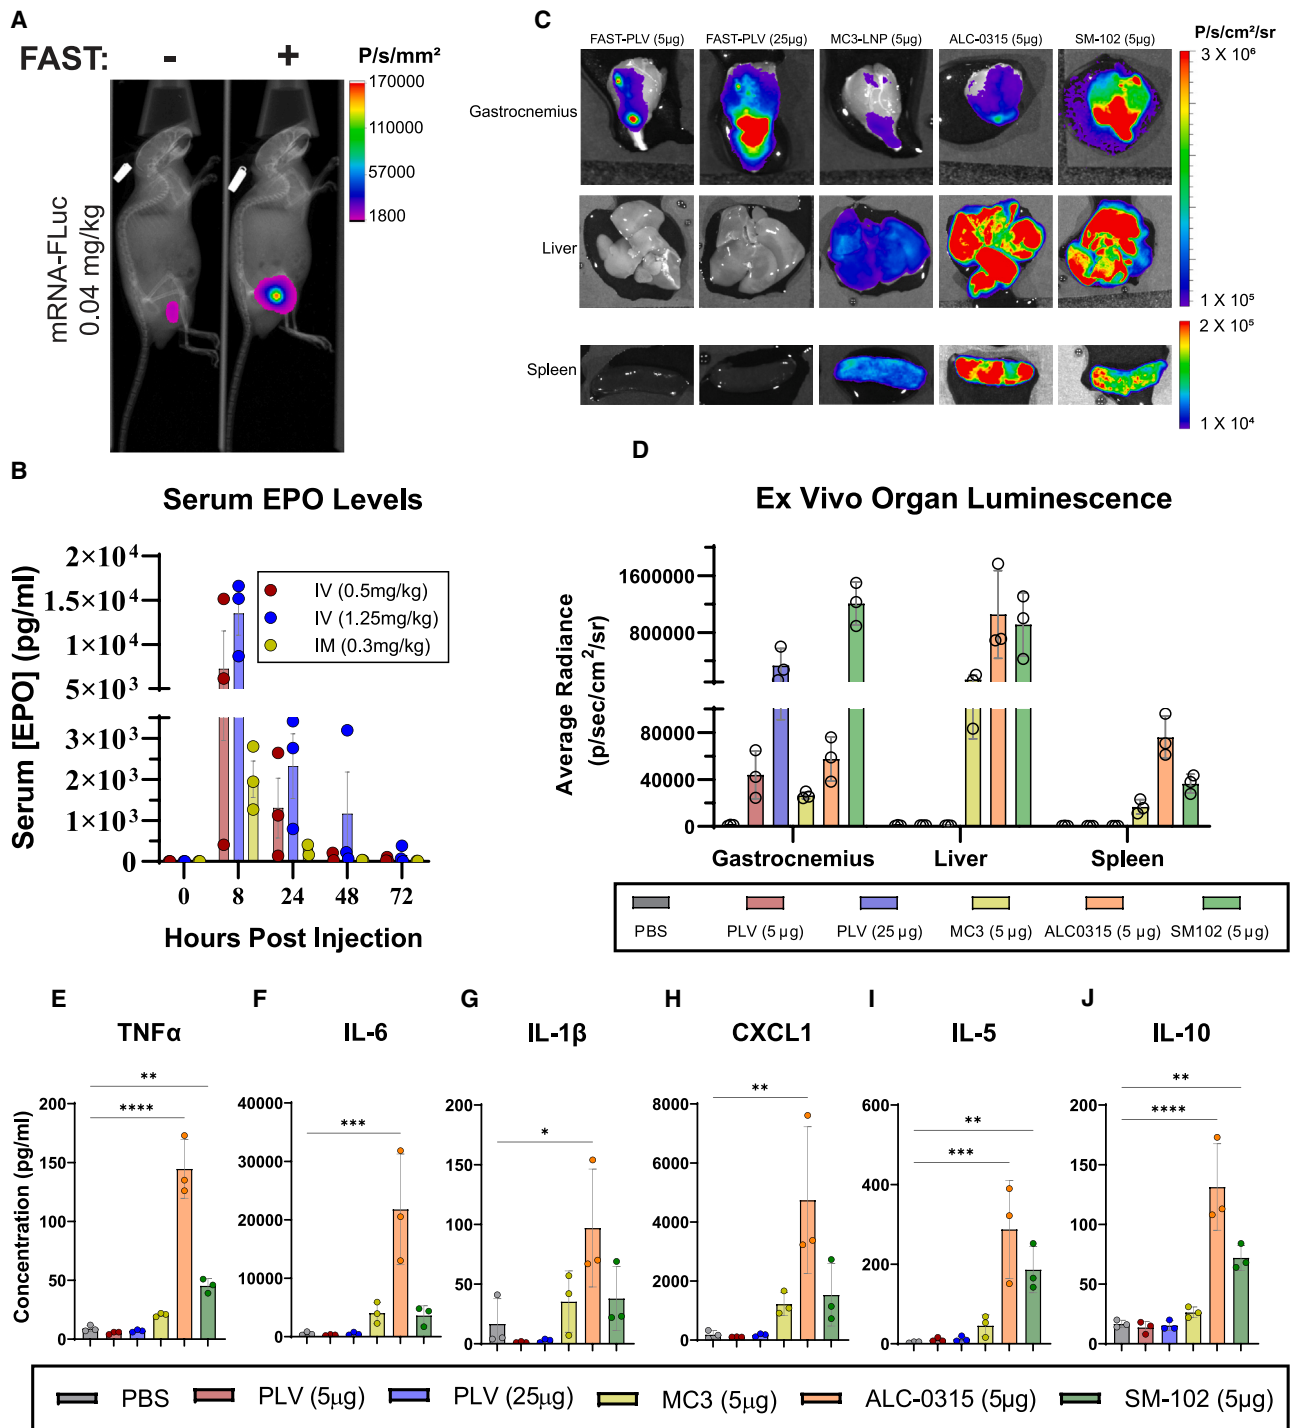 A
FAST: - +
P/s/mm²
170000
110000
57000
1800
mRNA-FLuc
0.04 mg/kg
C
FAST-PLV (5µg) FAST-PLV (25µg) MC3-LNP (5µg) ALC-0315 (5µg) SM-102 (5µg)
P/s/cm²/sr
3 X 10⁶
Gastrocnemius
Liver
1 X 10⁵
2 X 10⁵
Spleen
1 X 10⁴
B
Serum EPO Levels
Serum [EPO] (pg/ml)
2×10⁴
1.5×10⁴
1×10⁴
5×10³
3×10³
2×10³
1×10³
0
IV (0.5mg/kg)
IV (1.25mg/kg)
IM (0.3mg/kg)
0 8 24 48 72
Hours Post Injection
D
Ex Vivo Organ Luminescence
Average Radiance
(p/sec/cm²/sr)
1600000
800000
80000
40000
0
Gastrocnemius Liver Spleen
PBS PLV (5 µg) PLV (25 µg) MC3 (5 µg) ALC0315 (5 µg) SM102 (5 µg)
E
TNFα
Concentration (pg/ml)
200
150
100
50
0
**
****
F
IL-6
40000
30000
20000
10000
0
***
G
IL-1β
200
150
100
50
0
*
H
CXCL1
8000
6000
4000
2000
0
**
I
IL-5
600
400
200
0
**
***
J
IL-10
200
150
100
50
0
**
****
PBS PLV (5µg) PLV (25µg) MC3 (5µg) ALC-0315 (5µg) SM-102 (5µg)